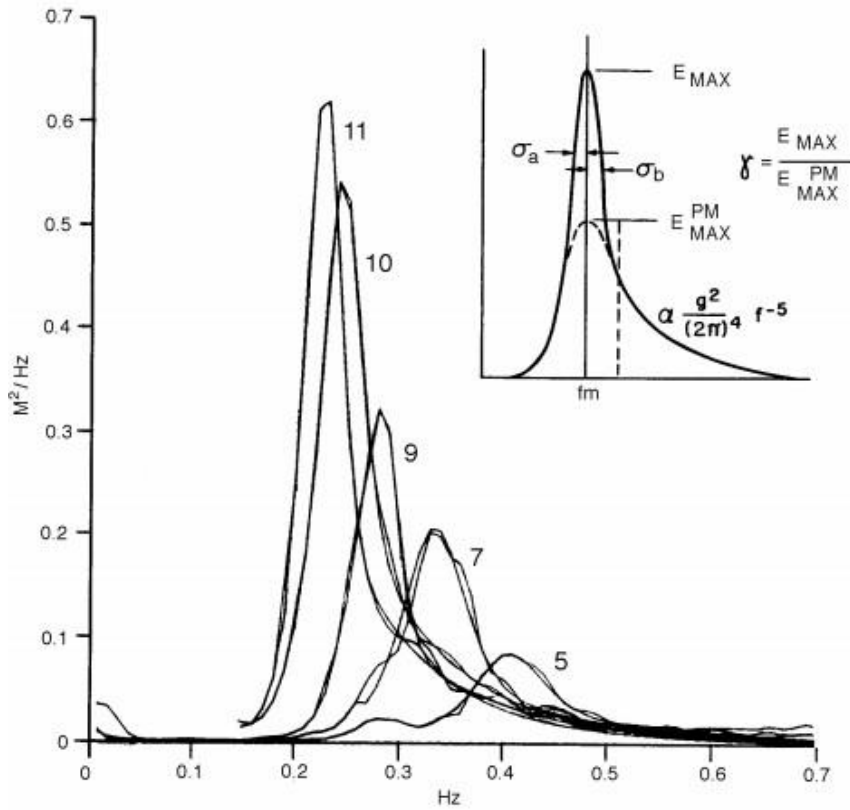 0.7
0.6
0.5
0.4
0.3
0.2
0.1
0
M²/Hz
0
0.1
0.2
0.3
0.4
0.5
0.6
0.7
Hz
11
10
9
7
5
E MAX
σa
σb
E PM MAX
γ = E MAX / E PM MAX
α g² / (2π)⁴ f⁻⁵
fm